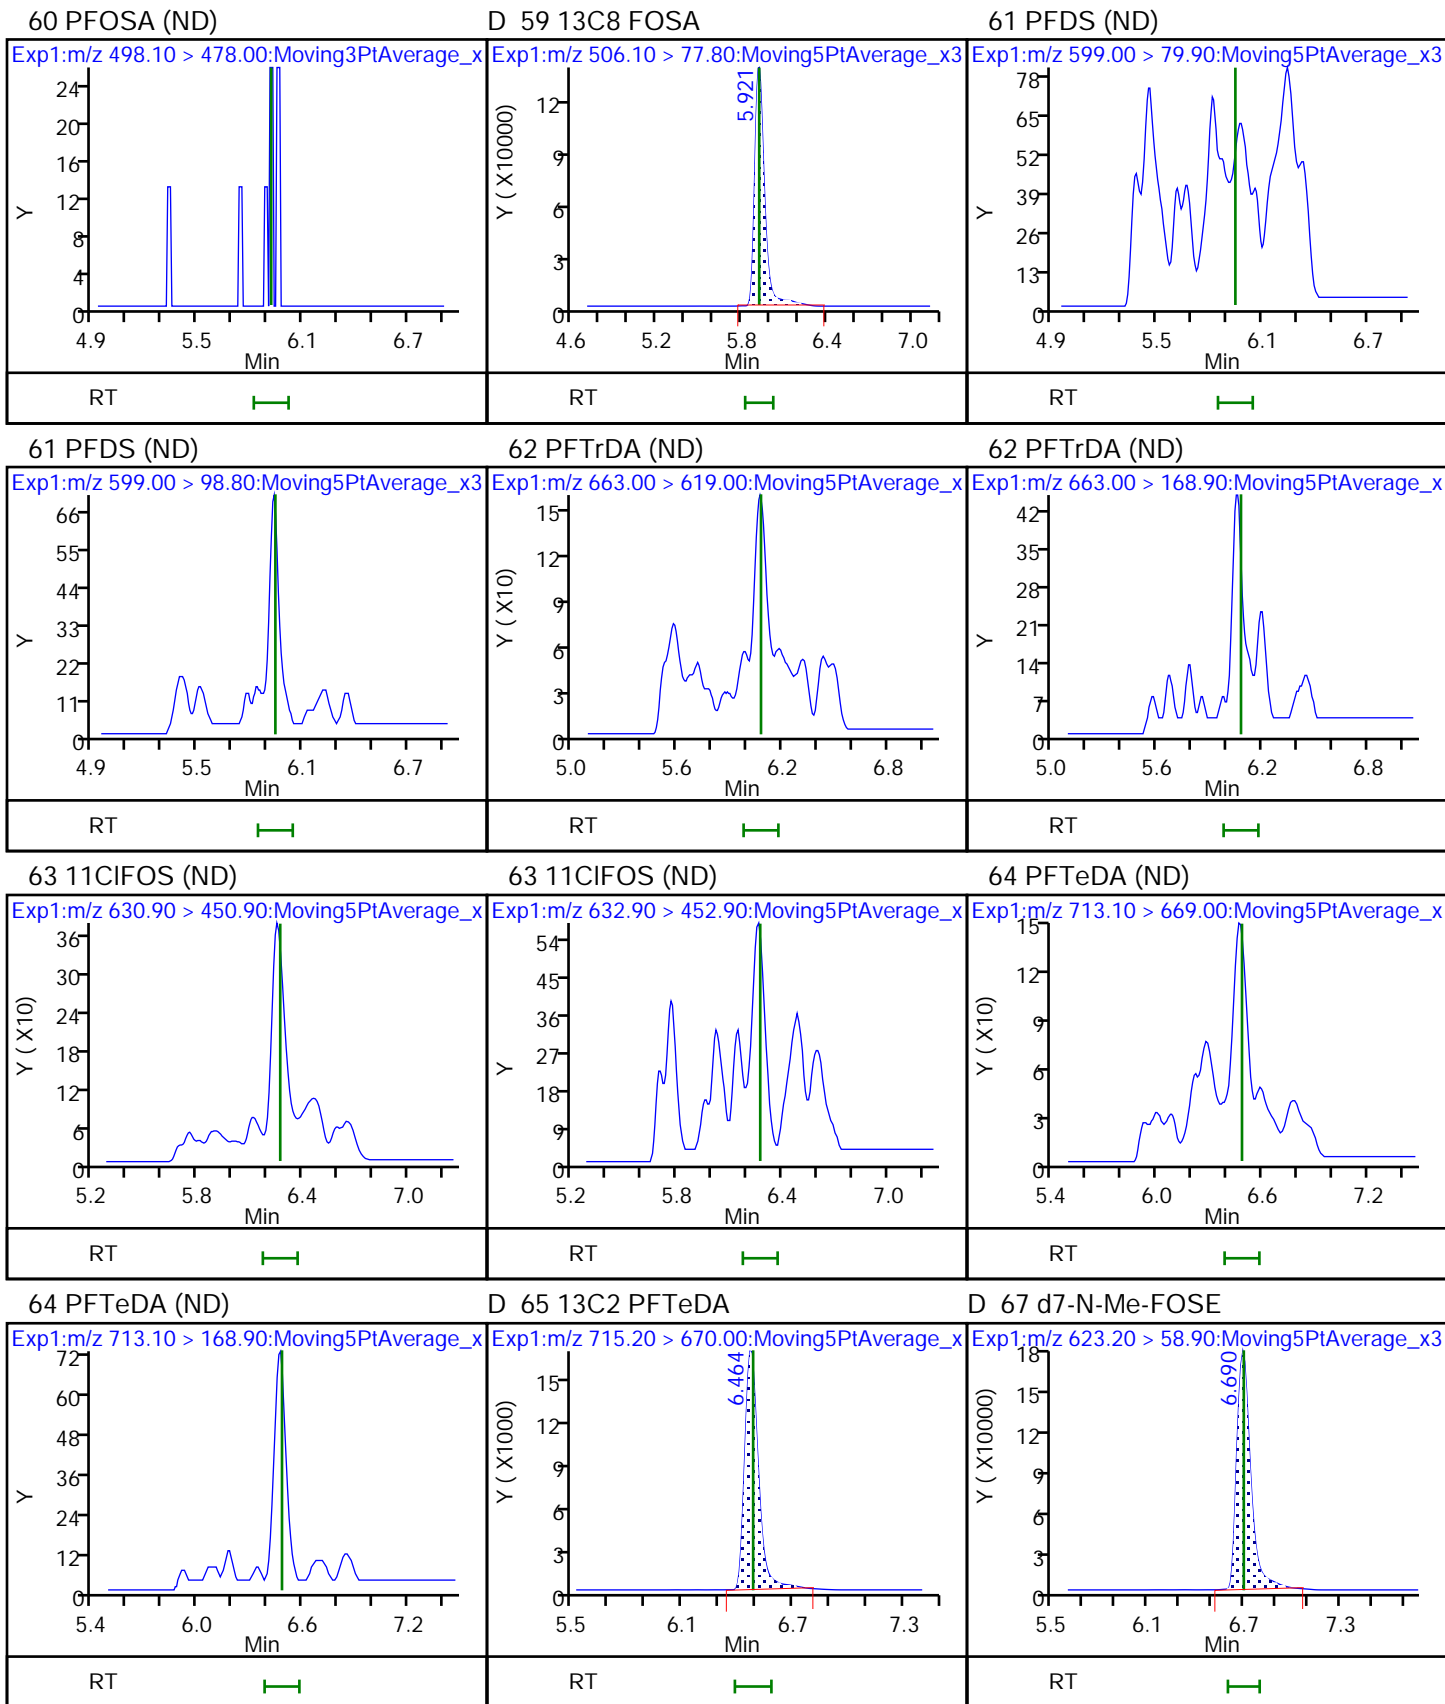 60 PFOSA (ND)
Exp1:m/z 498.10 > 478.00:Moving3PtAverage_x
Y
24
20
16
12
8
4
0
4.9 5.5 6.1 6.7
Min
RT
D 59 13C8 FOSA
Exp1:m/z 506.10 > 77.80:Moving5PtAverage_x3
Y ( X10000)
12
9
6
3
0
5.921
4.6 5.2 5.8 6.4 7.0
Min
RT
61 PFDS (ND)
Exp1:m/z 599.00 > 79.90:Moving5PtAverage_x3
Y
78
65
52
39
26
13
0
4.9 5.5 6.1 6.7
Min
RT
61 PFDS (ND)
Exp1:m/z 599.00 > 98.80:Moving5PtAverage_x3
Y
66
55
44
33
22
11
0
4.9 5.5 6.1 6.7
Min
RT
62 PFTrDA (ND)
Exp1:m/z 663.00 > 619.00:Moving5PtAverage_x
Y ( X10)
15
12
9
6
3
0
5.0 5.6 6.2 6.8
Min
RT
62 PFTrDA (ND)
Exp1:m/z 663.00 > 168.90:Moving5PtAverage_x
Y
42
35
28
21
14
7
0
5.0 5.6 6.2 6.8
Min
RT
63 11ClFOS (ND)
Exp1:m/z 630.90 > 450.90:Moving5PtAverage_x
Y ( X10)
36
30
24
18
12
6
0
5.2 5.8 6.4 7.0
Min
RT
63 11ClFOS (ND)
Exp1:m/z 632.90 > 452.90:Moving5PtAverage_x
Y
54
45
36
27
18
9
0
5.2 5.8 6.4 7.0
Min
RT
64 PFTeDA (ND)
Exp1:m/z 713.10 > 669.00:Moving5PtAverage_x
Y ( X10)
15
12
9
6
3
0
5.4 6.0 6.6 7.2
Min
RT
64 PFTeDA (ND)
Exp1:m/z 713.10 > 168.90:Moving5PtAverage_x
Y
72
60
48
36
24
12
0
5.4 6.0 6.6 7.2
Min
RT
D 65 13C2 PFTeDA
Exp1:m/z 715.20 > 670.00:Moving5PtAverage_x
Y ( X1000)
15
12
9
6
3
0
6.464
5.5 6.1 6.7 7.3
Min
RT
D 67 d7-N-Me-FOSE
Exp1:m/z 623.20 > 58.90:Moving5PtAverage_x3
Y ( X10000)
18
15
12
9
6
3
0
6.690
5.5 6.1 6.7 7.3
Min
RT